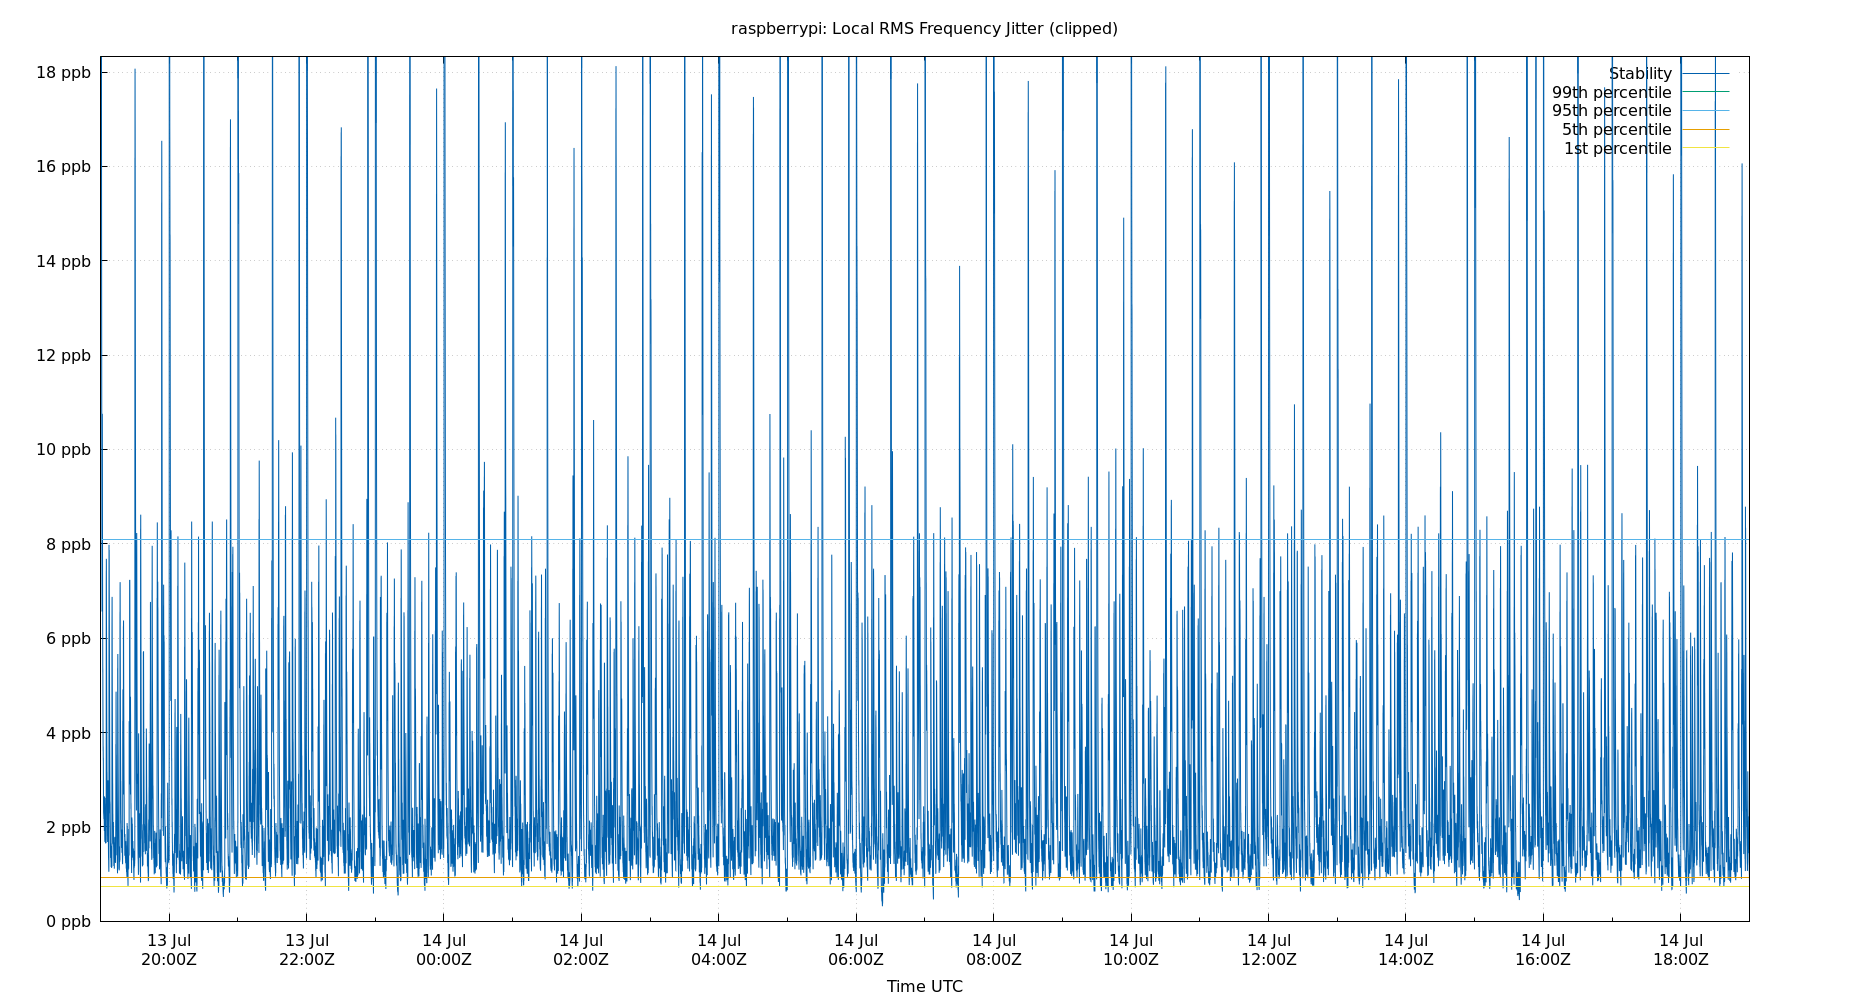 raspberrypi: Local RMS Frequency Jitter (clipped)
18 ppb
16 ppb
14 ppb
12 ppb
10 ppb
8 ppb
6 ppb
4 ppb
2 ppb
0 ppb
Stability
99th percentile
95th percentile
5th percentile
1st percentile
13 Jul
20:00Z
13 Jul
22:00Z
14 Jul
00:00Z
14 Jul
02:00Z
14 Jul
04:00Z
14 Jul
06:00Z
14 Jul
08:00Z
14 Jul
10:00Z
14 Jul
12:00Z
14 Jul
14:00Z
14 Jul
16:00Z
14 Jul
18:00Z
Time UTC